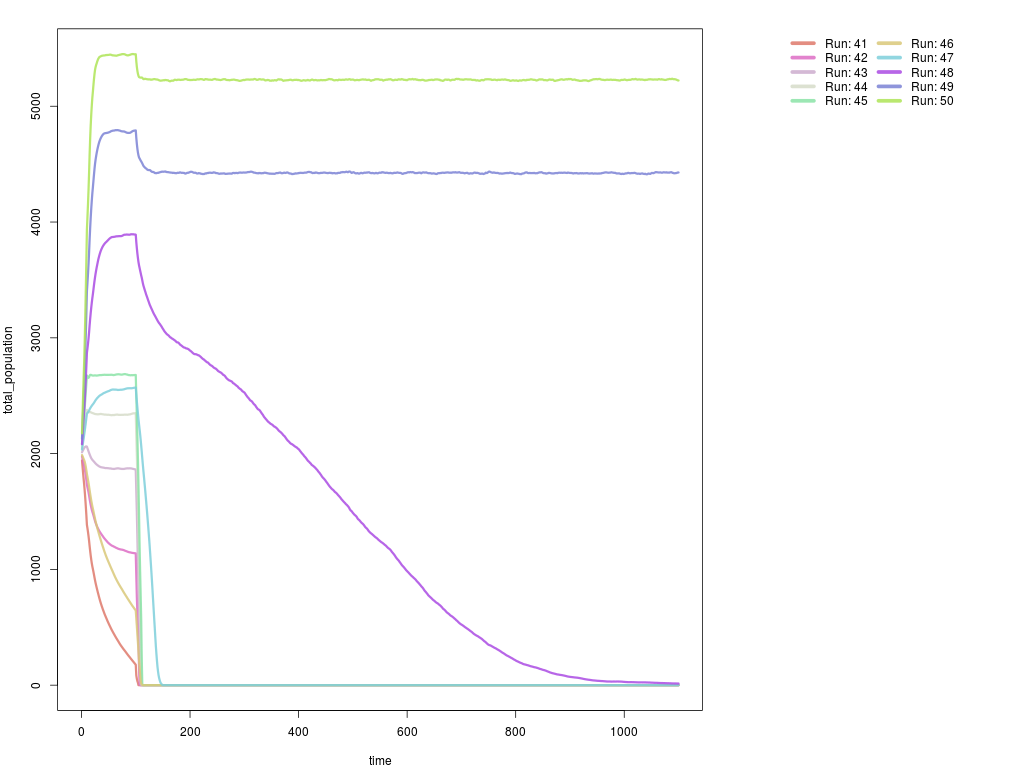 Run: 41 Run: 46
Run: 42 Run: 47
Run: 43 Run: 48
Run: 44 Run: 49
Run: 45 Run: 50
total_population
5000
4000
3000
2000
1000
0
0 200 400 600 800 1000
time